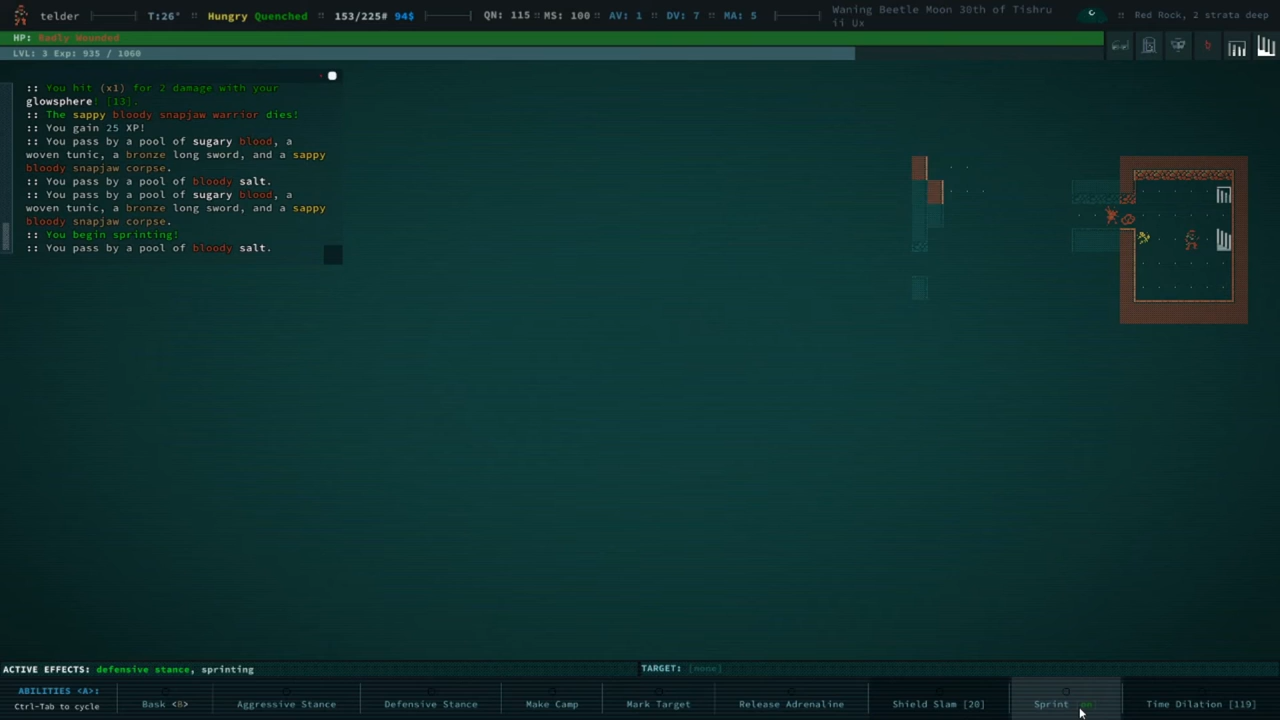 telder T:26° :: Hungry Quenched :: 153/225# 94$ QN: 115 :: MS: 100 :: AV: 1 :: DV: 7 :: MA: 5 Waning Beetle Moon 30th of Tishru ii Ux :: Red Rock, 2 strata deep
HP: Badly Wounded
LVL: 3 Exp: 935 / 1060
:: You hit (x1) for 2 damage with your
glowsphere! [13].
:: The sappy bloody snapjaw warrior dies!
:: You gain 25 XP!
:: You pass by a pool of sugary blood, a
woven tunic, a bronze long sword, and a sappy
bloody snapjaw corpse.
:: You pass by a pool of bloody salt.
:: You pass by a pool of sugary blood, a
woven tunic, a bronze long sword, and a sappy
bloody snapjaw corpse.
:: You begin sprinting!
:: You pass by a pool of bloody salt.
ACTIVE EFFECTS: defensive stance, sprinting TARGET: [none]
ABILITIES <A>:
Ctrl-Tab to cycle
Bask <8> Aggressive Stance Defensive Stance Make Camp Mark Target Release Adrenaline Shield Slam [20] Sprint [on] Time Dilation [119]